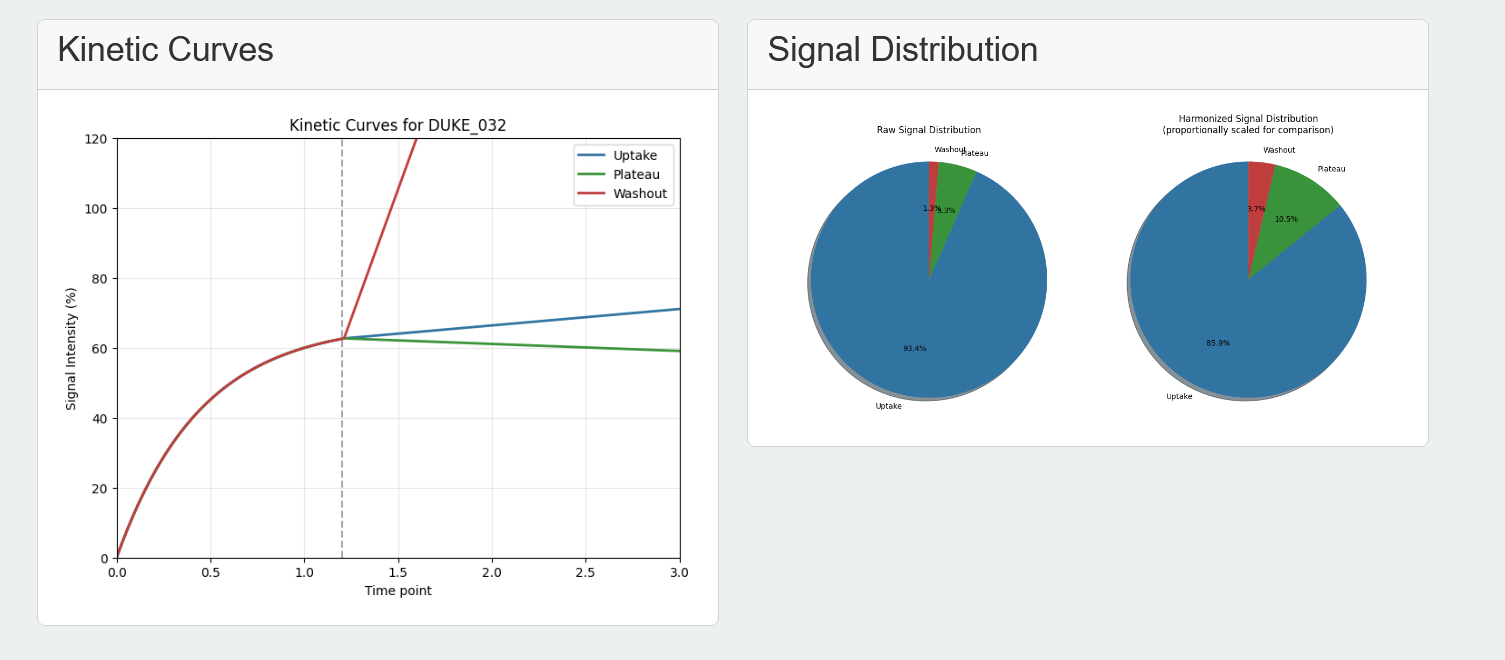 Kinetic Curves
Kinetic Curves for DUKE_032
120
100
80
60
40
20
0
Signal Intensity (%)
0.0 0.5 1.0 1.5 2.0 2.5 3.0
Time point
Uptake
Plateau
Washout
Signal Distribution
Raw Signal Distribution
Washout
Plateau
1.3%
5.3%
93.4%
Uptake
Harmonized Signal Distribution
(proportionally scaled for comparison)
Washout
Plateau
3.7%
10.5%
85.9%
Uptake